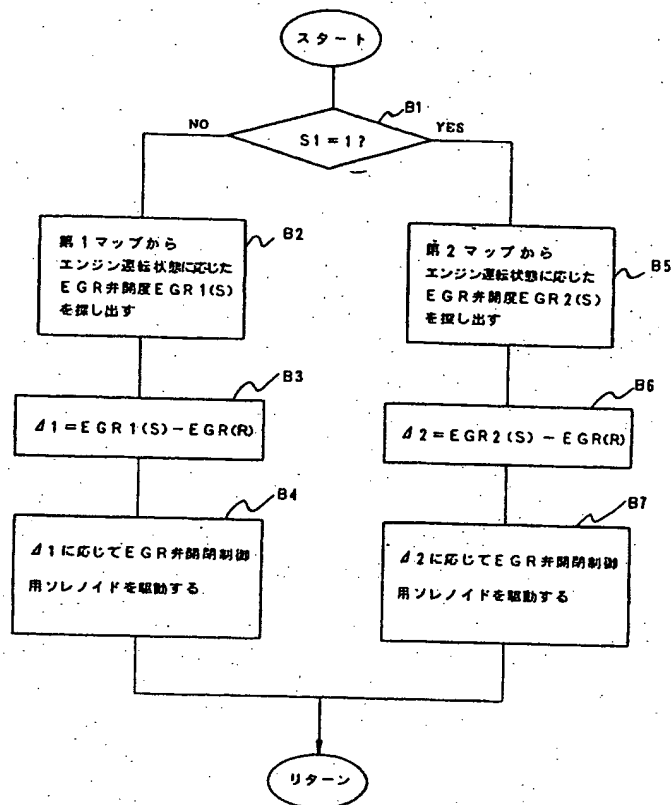 スタート
B1
NO
S1=1?
YES
第1マップから
エンジン運転状態に応じた
EGR弁開度EGR1(S)
を探し出す
B2
第2マップから
エンジン運転状態に応じた
EGR弁開度EGR2(S)
を探し出す
B5
B3
Δ1=EGR1(S)-EGR(R)
B6
Δ2=EGR2(S)-EGR(R)
B4
Δ1に応じてEGR弁開閉制御
用ソレノイドを駆動する
B7
Δ2に応じてEGR弁開閉制御
用ソレノイドを駆動する
リターン